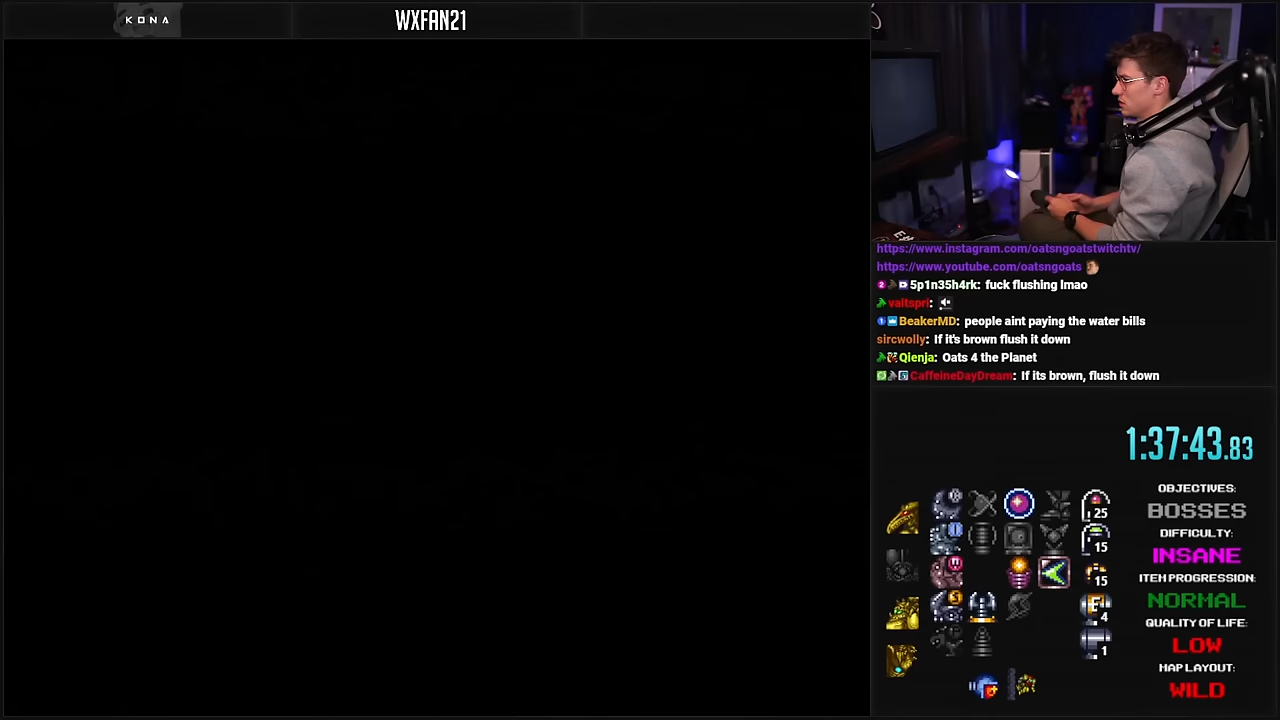 KONA
WXFAN21
https://www.instagram.com/oatsngoatstwitchtv/
https://www.youtube.com/oatsngoats
5p1n35h4rk: fuck flushing lmao
valtspri:
BeakerMD: people aint paying the water bills
sircwolly: If it's brown flush it down
Qienja: Oats 4 the Planet
CaffeineDayDream: If its brown, flush it down
1:37:43.83
OBJECTIVES:
BOSSES
DIFFICULTY:
INSANE
ITEM PROGRESSION:
NORMAL
QUALITY OF LIFE:
LOW
MAP LAYOUT:
WILD
25
15
15
4
1